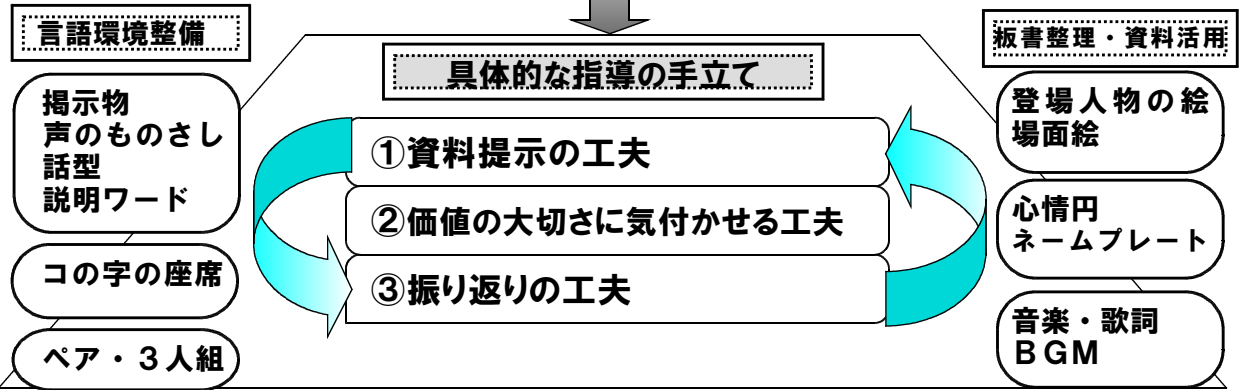 言語環境整備
掲示物
声のものさし
話型
説明ワード
コの字の座席
ペア・3人組
具体的な指導の手立て
①資料提示の工夫
②価値の大切さに気付かせる工夫
③振り返りの工夫
板書整理・資料活用
登場人物の絵
場面絵
心情円
ネームプレート
音楽・歌詞
BGM